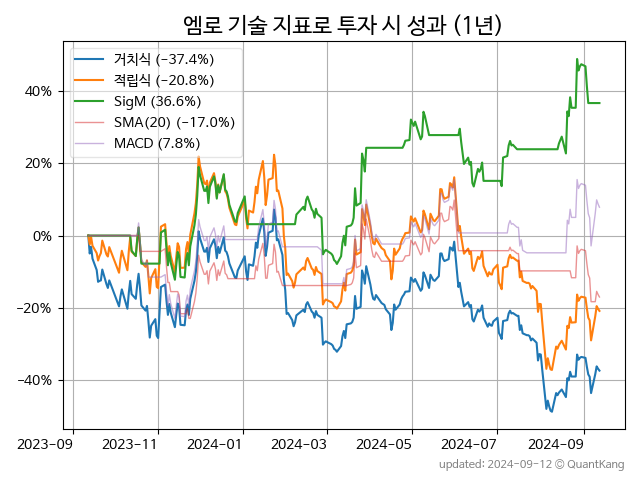 엠로 기술 지표로 투자 시 성과 (1년)
거치식 (−37.4%)
적립식 (−20.8%)
SigM (36.6%)
SMA(20) (−17.0%)
MACD (7.8%)
40%
20%
0%
−20%
−40%
2023-09
2023-11
2024-01
2024-03
2024-05
2024-07
2024-09
updated: 2024-09-12 © QuantKang